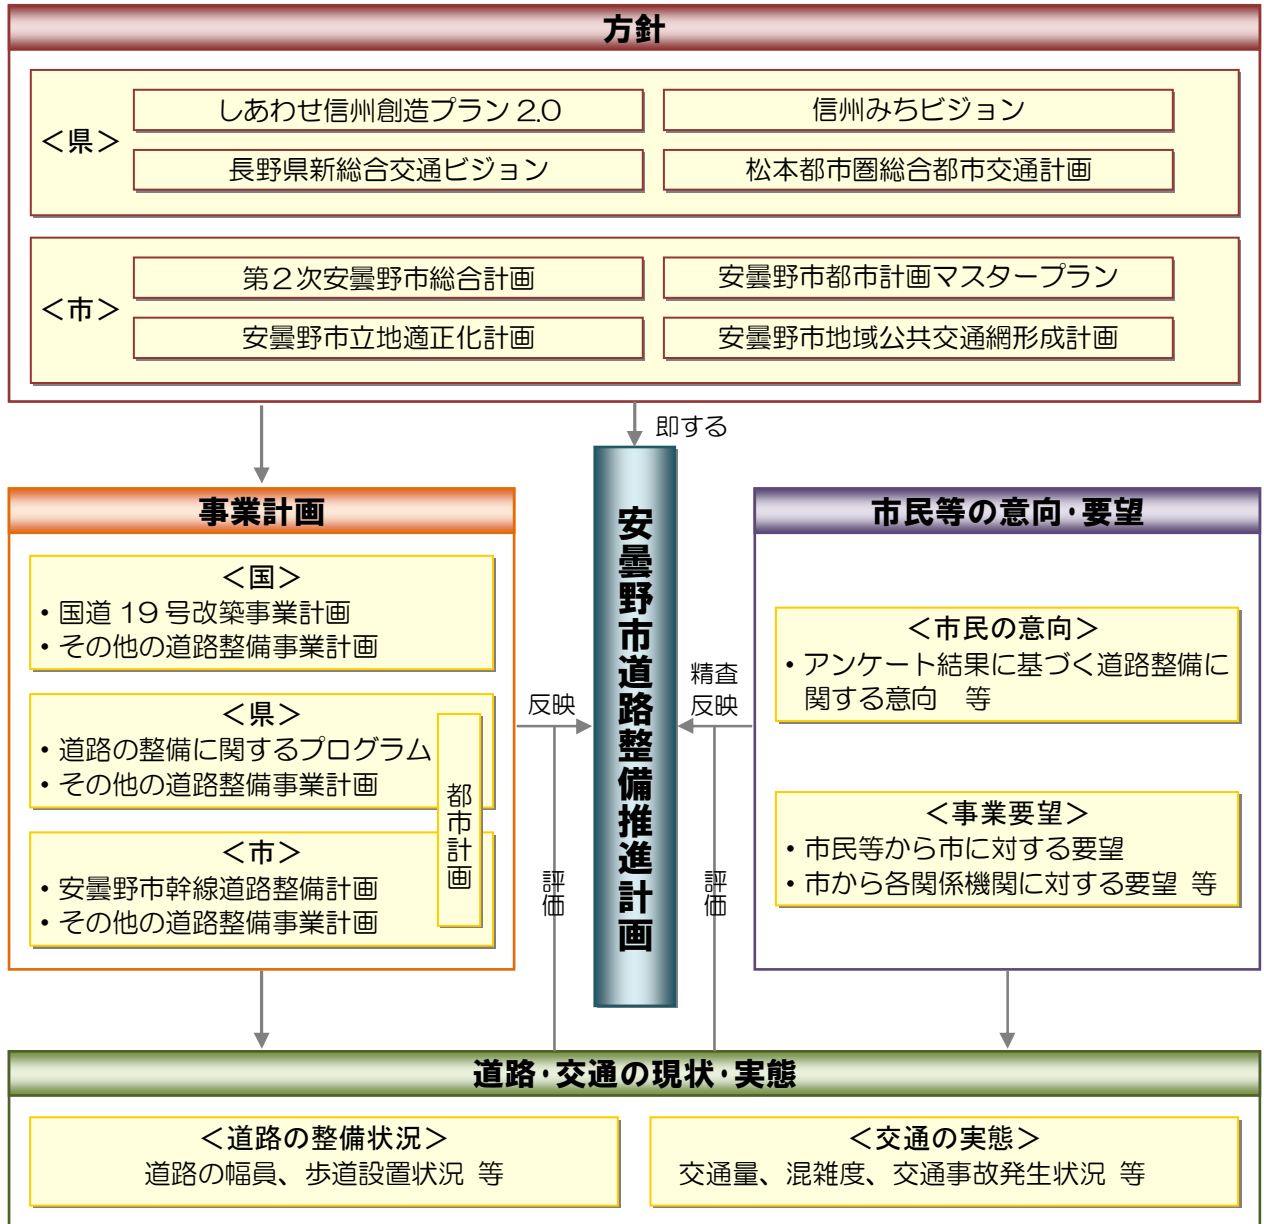 方針
＜県＞
しあわせ信州創造プラン 2.0
信州みちビジョン
長野県新総合交通ビジョン
松本都市圏総合都市交通計画
＜市＞
第２次安曇野市総合計画
安曇野市都市計画マスタープラン
安曇野市立地適正化計画
安曇野市地域公共交通網形成計画
即する
事業計画
＜国＞
・国道 19 号改築事業計画
・その他の道路整備事業計画
＜県＞
・道路の整備に関するプログラム
・その他の道路整備事業計画
＜市＞
・安曇野市幹線道路整備計画
・その他の道路整備事業計画
都市計画
反映
評価
安曇野市道路整備推進計画
精査
反映
評価
市民等の意向・要望
＜市民の意向＞
・アンケート結果に基づく道路整備に
関する意向　等
＜事業要望＞
・市民等から市に対する要望
・市から各関係機関に対する要望 等
道路・交通の現状・実態
＜道路の整備状況＞
道路の幅員、歩道設置状況 等
＜交通の実態＞
交通量、混雑度、交通事故発生状況 等